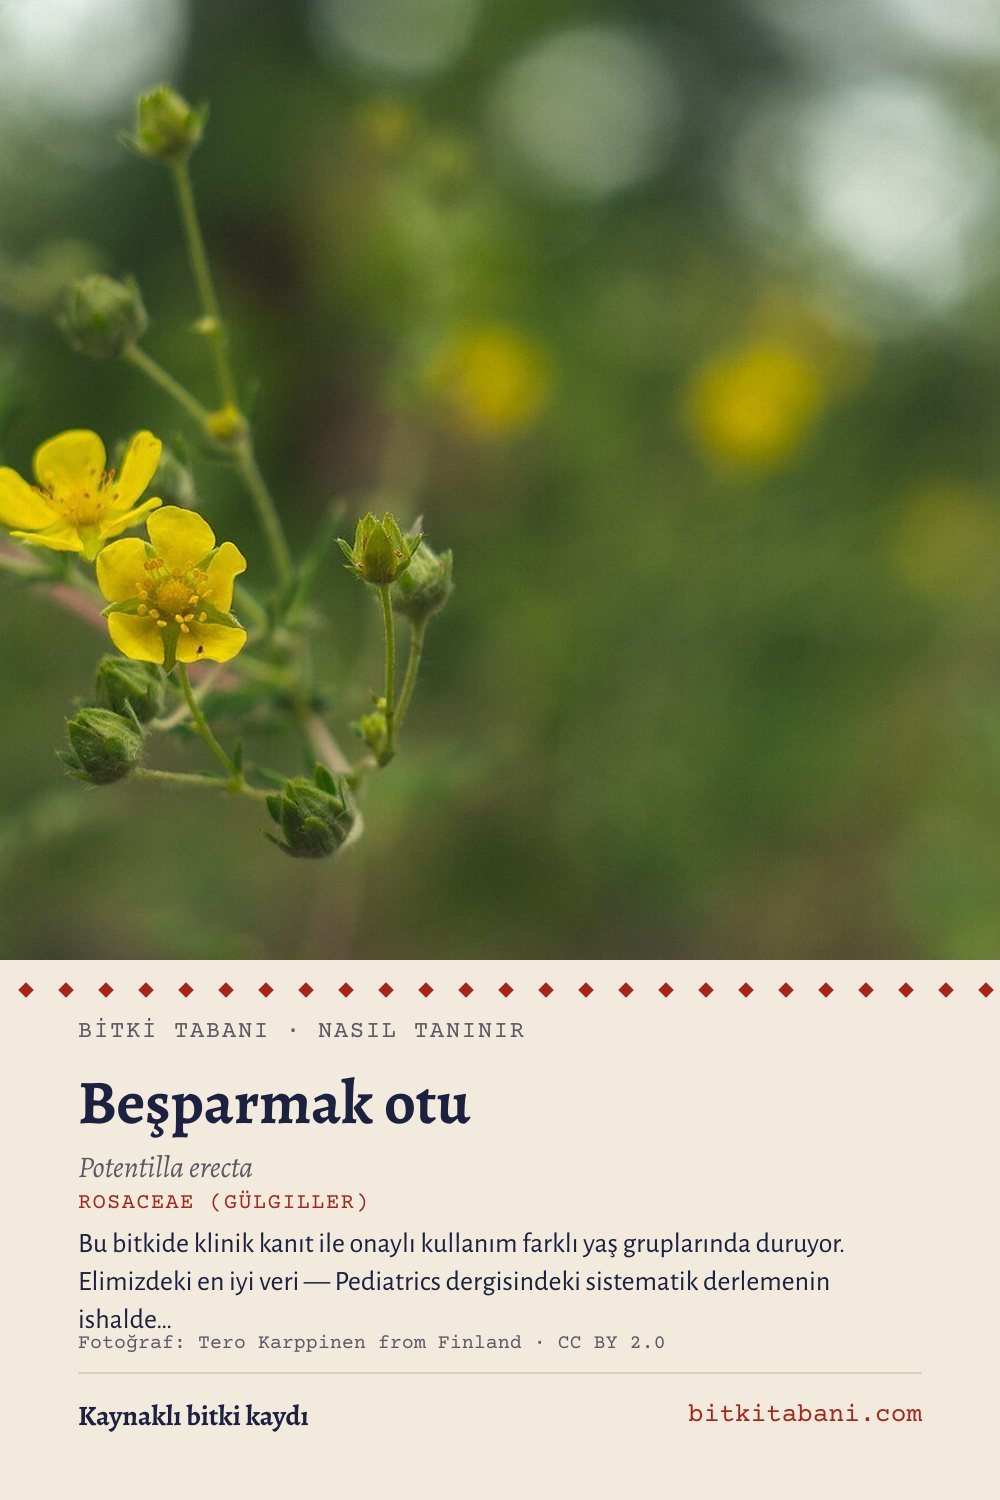 BİTKİ TABANI · NASIL TANINIR
Beşparmak otu
Potentilla erecta
ROSACEAE (GÜLGILLER)
Bu bitkide klinik kanıt ile onaylı kullanım farklı yaş gruplarında duruyor.
Elimizdeki en iyi veri — Pediatrics dergisindeki sistematik derlemenin
ishalde…
Fotoğraf: Tero Karppinen from Finland · CC BY 2.0
Kaynaklı bitki kaydı
bitkitabani.com